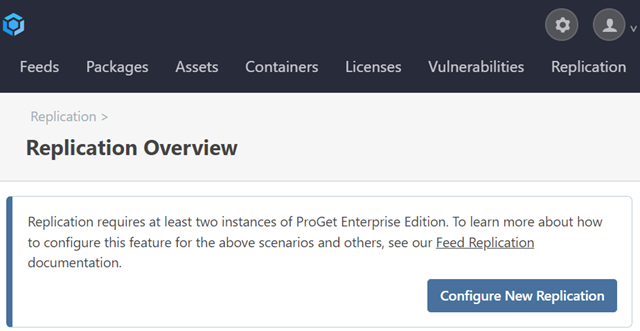 Feeds Packages Assets Containers Licenses Vulnerabilities Replication
Replication >
Replication Overview
Replication requires at least two instances of ProGet Enterprise Edition. To learn more about how
to configure this feature for the above scenarios and others, see our Feed Replication
documentation.
Configure New Replication